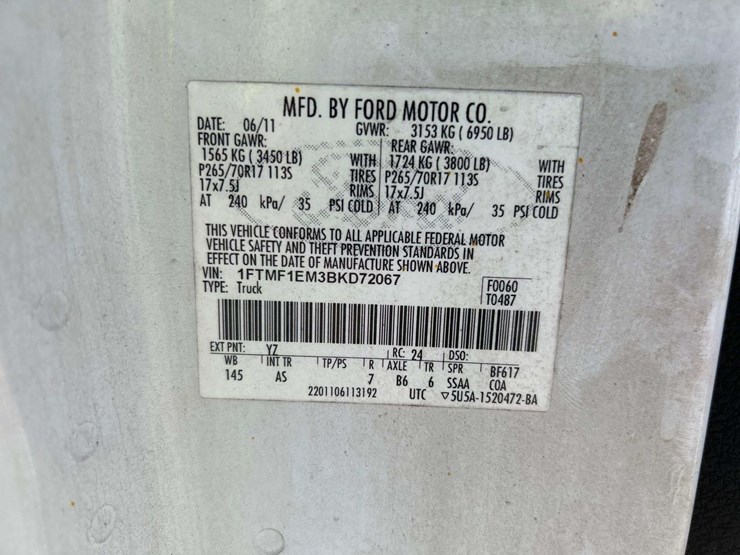 MFD. BY FORD MOTOR CO.
DATE: 06/11 GVWR: 3153 KG ( 6950 LB)
FRONT GAWR: REAR GAWR:
1565 KG ( 3450 LB) WITH 1724 KG ( 3800 LB) WITH
P265/70R17 113S TIRES P265/70R17 113S TIRES
17x7.5J RIMS 17x7.5J RIMS
AT 240 kPa/ 35 PSI COLD AT 240 kPa/ 35 PSI COLD
THIS VEHICLE CONFORMS TO ALL APPLICABLE FEDERAL MOTOR
VEHICLE SAFETY AND THEFT PREVENTION STANDARDS IN
EFFECT ON THE DATE OF MANUFACTURE SHOWN ABOVE.
VIN: 1FTMF1EM3BKD72067 F0060
TYPE: Truck T0487
EXT PNT: YZ RC: 24 DSO:
WB INT TR TP/PS R AXLE TR SPR BF617
145 AS 7 B6 6 SSAA COA
2201106113192 UTC ▽5U5A-1520472-BA